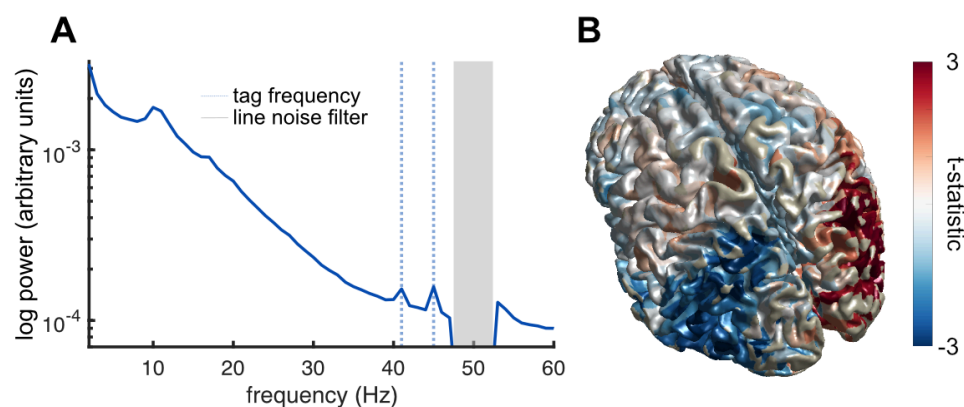 A
B
tag frequency
line noise filter
log power (arbitrary units)
10⁻³
10⁻⁴
10 20 30 40 50 60
frequency (Hz)
3
t-statistic
-3